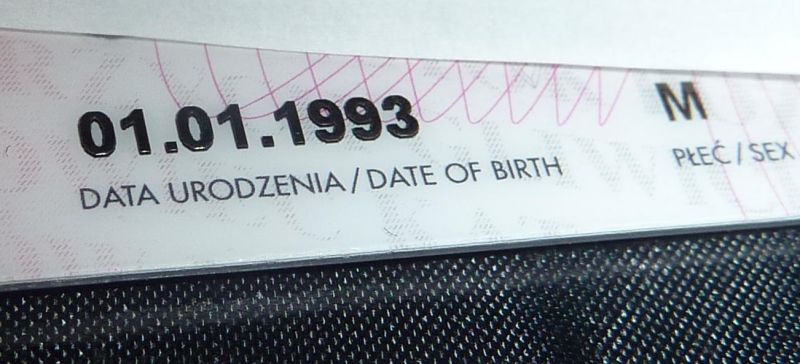 01.01.1993 M
DATA URODZENIA / DATE OF BIRTH PŁEĆ / SEX